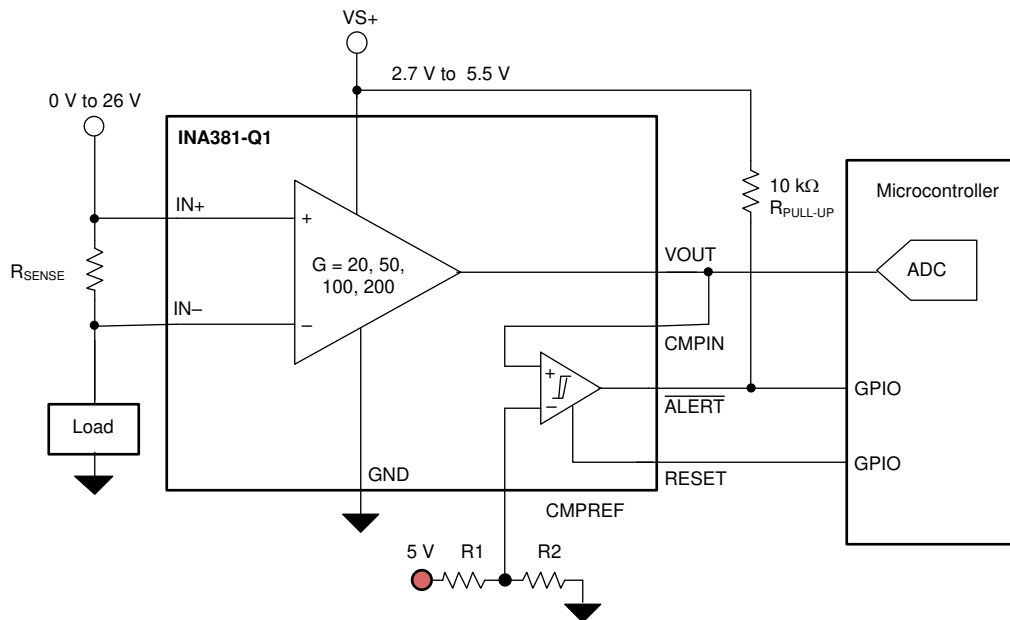 VS+
2.7 V to 5.5 V
0 V to 26 V
INA381-Q1
10 kΩ
RPULL-UP
Microcontroller
IN+
+
RSENSE
G = 20, 50,
100, 200
VOUT
ADC
IN–
–
CMPIN
+
–
ALERT
GPIO
Load
GND
RESET
GPIO
CMPREF
5 V
R1
R2